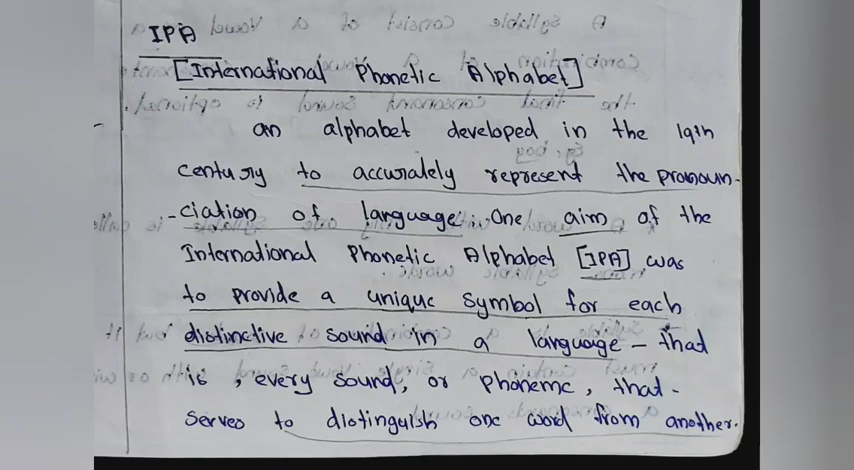 IPA
[International Phonetic Alphabet]
an alphabet developed in the 19th
century to accurately represent the pronoun-
-ciation of language. One aim of the
International Phonetic Alphabet [IPA] was
to provide a unique symbol for each
distinctive sound in a language – that
is, every sound, or phoneme, that
serves to distinguish one word from another.